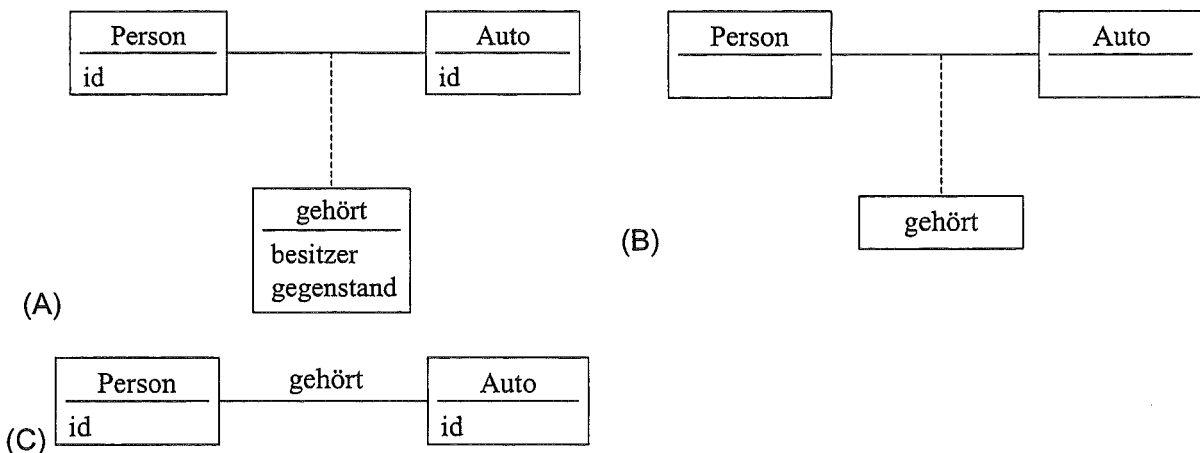 Person
Auto
id
id
gehört
besitzer
gegenstand
(A)
Person
Auto
gehört
(B)
Person
gehört
Auto
id
id
(C)